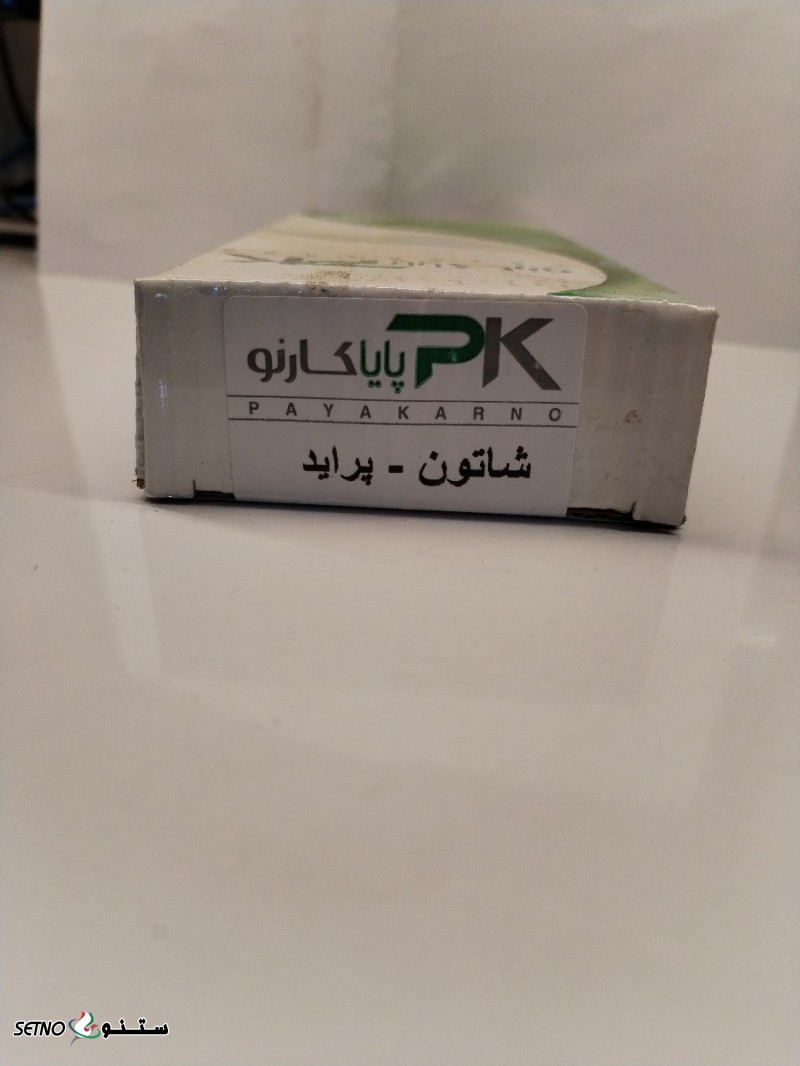 پایاکارنو PK
PAYAKARNO
شاتون - پراید
SETNO ستنو